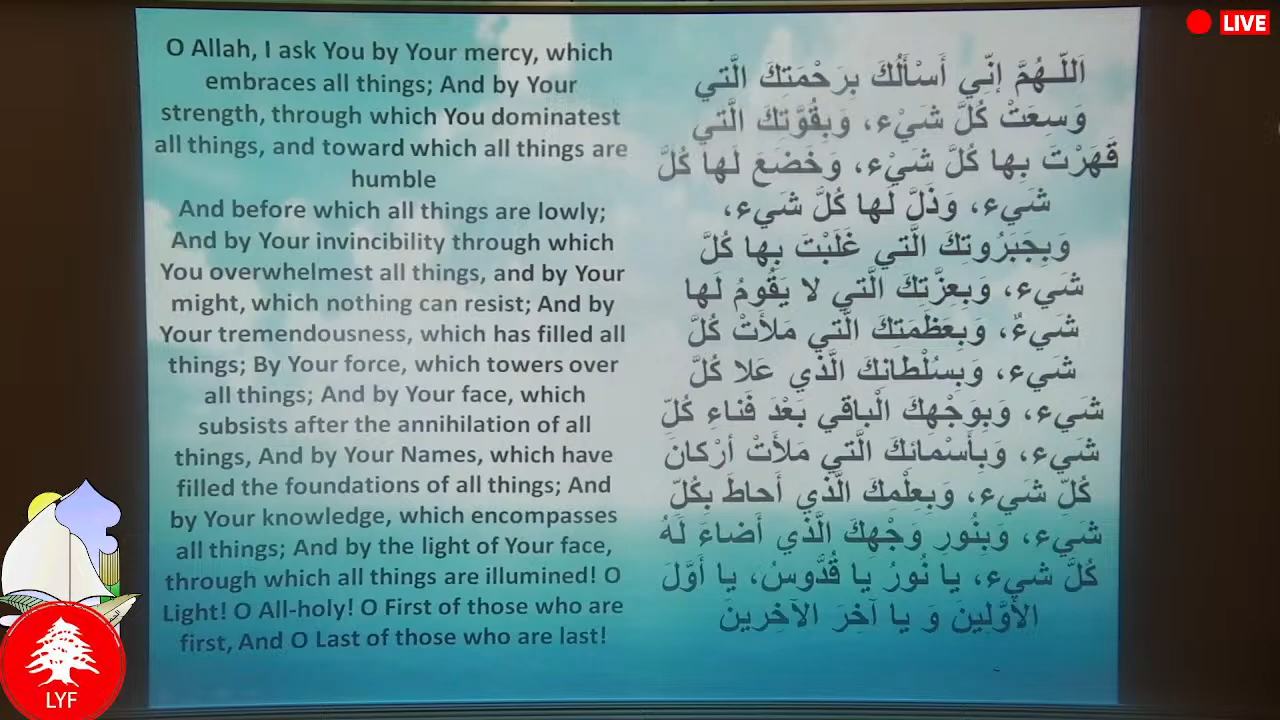 O Allah, I ask You by Your mercy, which
embraces all things; And by Your
strength, through which You dominatest
all things, and toward which all things are
humble
And before which all things are lowly;
And by Your invincibility through which
You overwhelmest all things, and by Your
might, which nothing can resist; And by
Your tremendousness, which has filled all
things; By Your force, which towers over
all things; And by Your face, which
subsists after the annihilation of all
things, And by Your Names, which have
filled the foundations of all things; And
by Your knowledge, which encompasses
all things; And by the light of Your face,
through which all things are illumined! O
Light! O All-holy! O First of those who are
first, And O Last of those who are last!
اَللّـهُمَّ إنّي أَسْأَلُكَ بِرَحْمَتِكَ الَّتي
وَسِعَتْ كُلَّ شَيْء، وَبِقُوَّتِكَ الَّتي
قَهَرْتَ بِها كُلَّ شَيْء، وَخَضَعَ لَها كُلَّ
شَيء، وَذَلَّ لَها كُلَّ شَيء،
وَبِجَبَرُوتِكَ الَّتي غَلَبْتَ بِها كُلَّ
شَيء، وَبِعِزَّتِكَ الَّتي لا يَقُومُ لَها
شَيءٌ، وَبِعَظَمَتِكَ الَّتي مَلأَتْ كُلَّ
شَيء، وَبِسُلْطانِكَ الَّذي عَلا كُلَّ
شَيء، وَبِوَجْهِكَ الْباقي بَعْدَ فَناءِ كُلّ
شَيء، وَبِأَسْمائكَ الَّتي مَلأَتْ أرْكانَ
كُلّ شَيء، وَبِعِلْمِكَ الَّذي أَحاطَ بِكُلّ
شَيء، وَبِنُورِ وَجْهِكَ الَّذي أَضاءَ لَهُ
كُلَّ شيء، يا نُورُ يا قُدُّوسُ، يا أَوَّلَ
الأوَّلِينَ وَ يا آخِرَ الآخِرينَ
LIVE
LYF